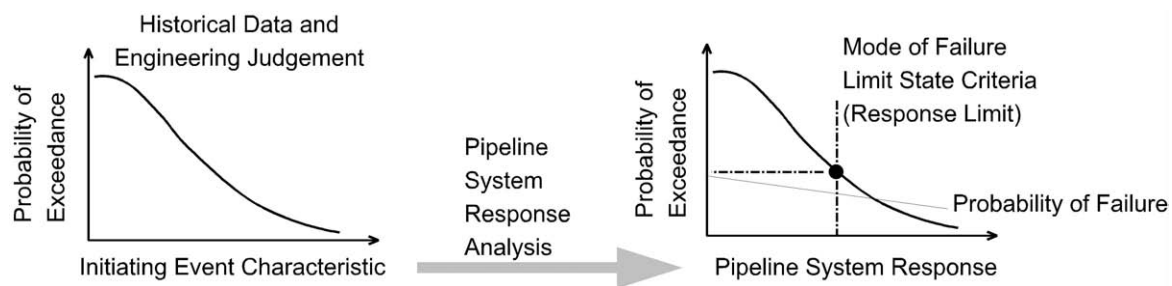 Historical Data and
Engineering Judgement
Probability of
Exceedance
Initiating Event Characteristic
Pipeline
System
Response
Analysis
Mode of Failure
Limit State Criteria
(Response Limit)
Probability of
Exceedance
Probability of Failure
Pipeline System Response